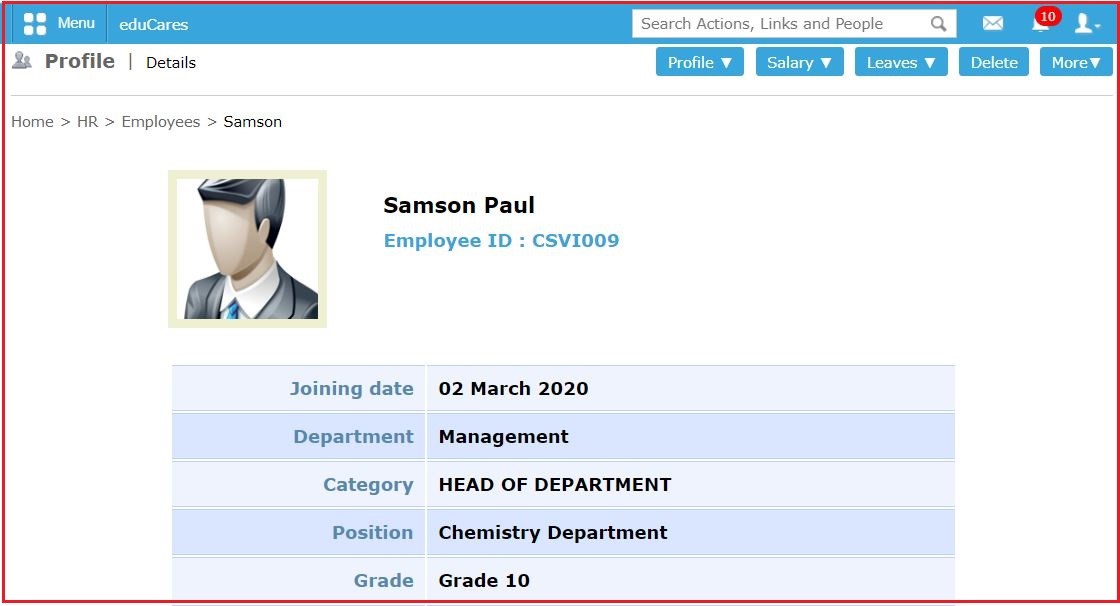 Menu eduCares Search Actions, Links and People 10
Profile | Details Profile ▼ Salary ▼ Leaves ▼ Delete More▼
Home > HR > Employees > Samson
Samson Paul
Employee ID : CSVI009
Joining date 02 March 2020
Department Management
Category HEAD OF DEPARTMENT
Position Chemistry Department
Grade Grade 10